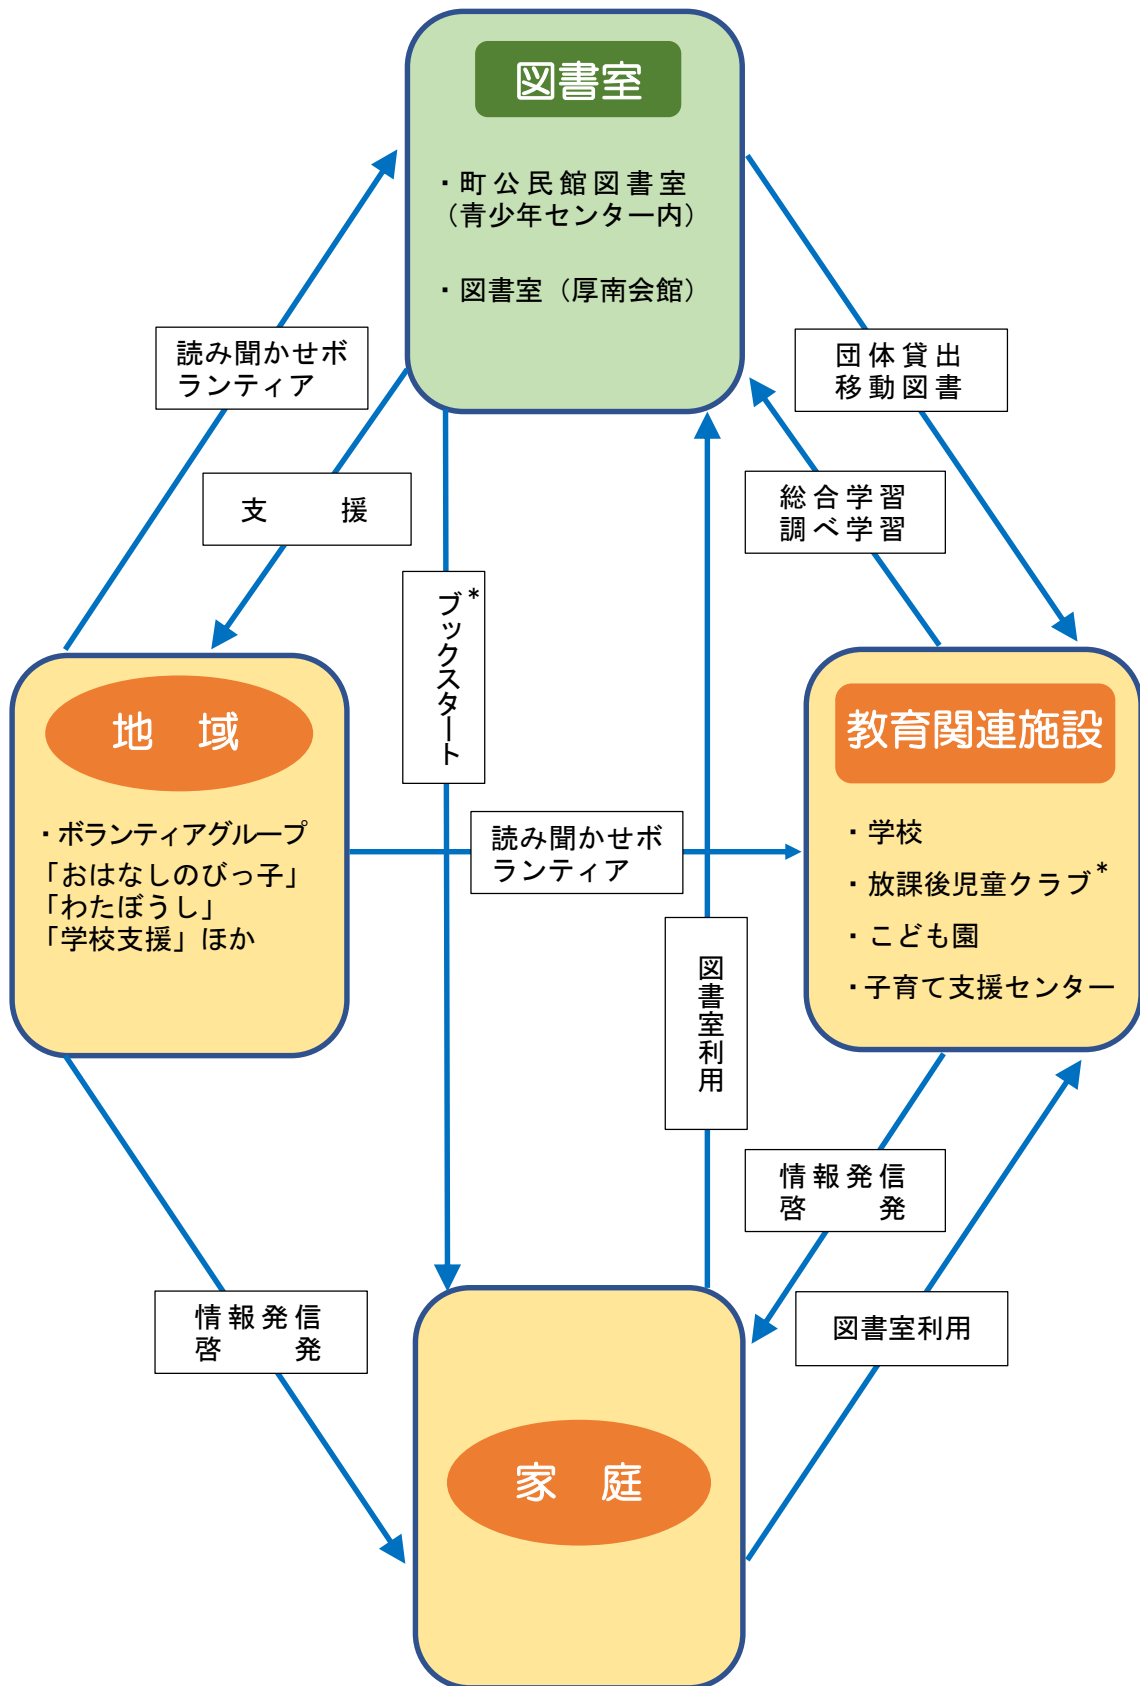 図書室
・町公民館図書室
（青少年センター内）
・図書室（厚南会館）
読み聞かせボ
ランティア
団体貸出
移動図書
支　　援
総合学習
調べ学習
ブックスタート*
地　域
・ボランティアグループ
「おはなしのびっ子」
「わたぼうし」
「学校支援」ほか
読み聞かせボ
ランティア
教育関連施設
・学校
・放課後児童クラブ*
・こども園
・子育て支援センター
図書室利用
情報発信
啓　　発
情報発信
啓　　発
図書室利用
家　庭